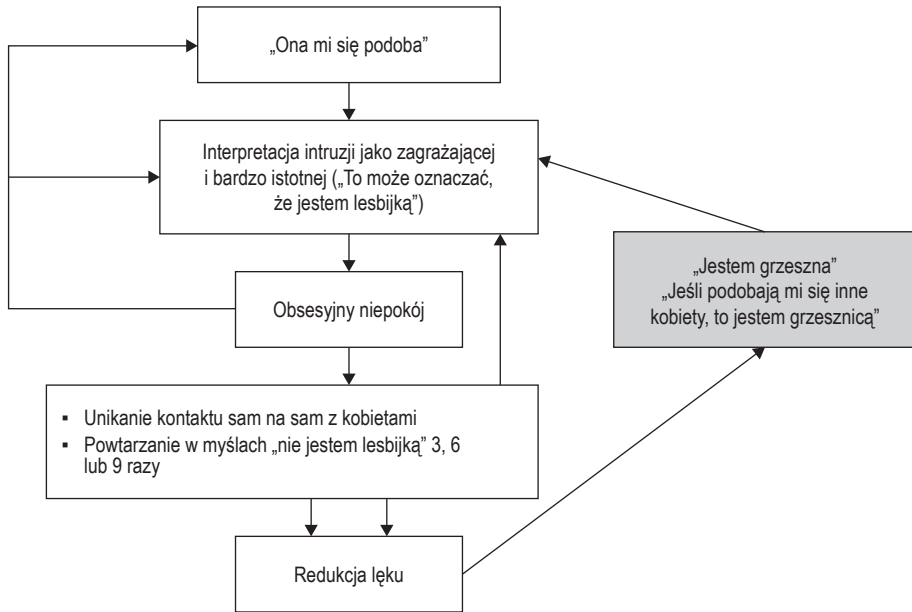 „Ona mi się podoba”
Interpretacja intruzji jako zagrażającej
i bardzo istotnej („To może oznaczać,
że jestem lesbijką”)
„Jestem grzeszna”
„Jeśli podobają mi się inne
kobiety, to jestem grzesznicą”
Obsesyjny niepokój
▪ Unikanie kontaktu sam na sam z kobietami
▪ Powtarzanie w myślach „nie jestem lesbijką” 3, 6
lub 9 razy
Redukcja lęku